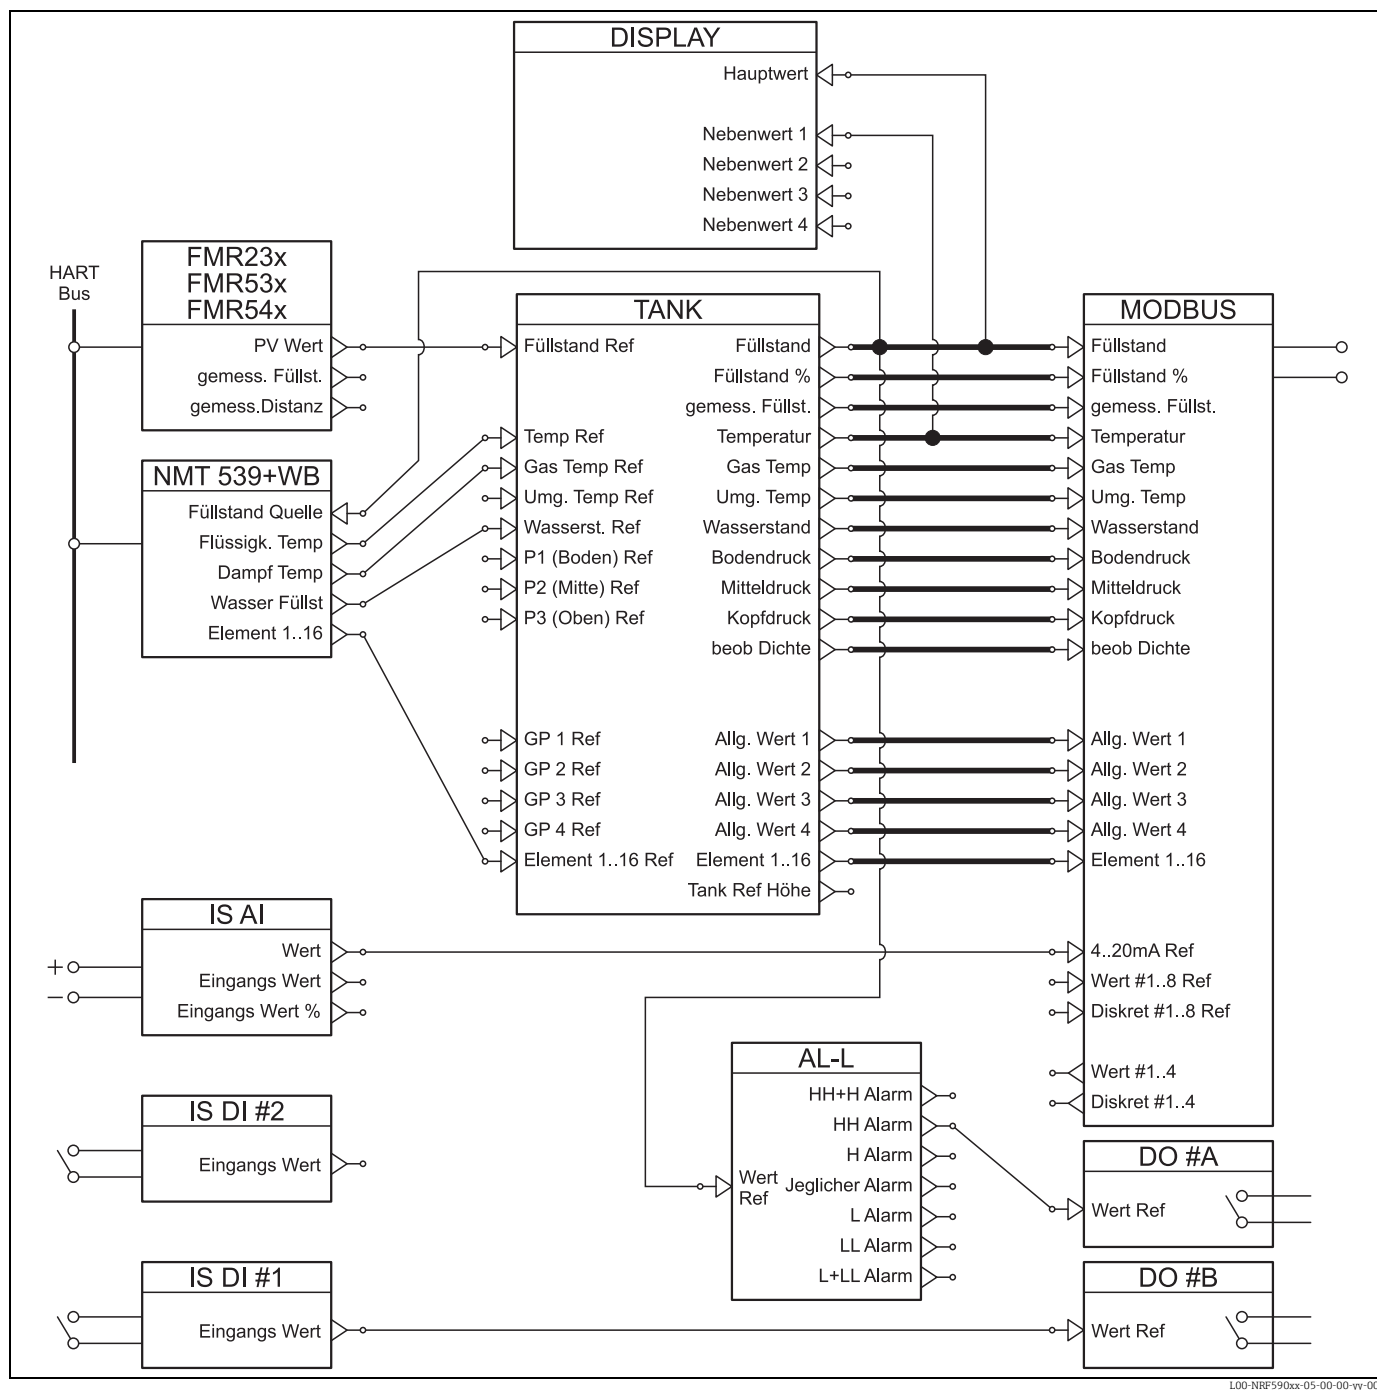 DISPLAY
Hauptwert
Nebenwert 1
Nebenwert 2
Nebenwert 3
Nebenwert 4
HART
Bus
FMR23x
FMR53x
FMR54x
PV Wert
gemess. Füllst.
gemess.Distanz
NMT 539+WB
Füllstand Quelle
Flüssigk. Temp
Dampf Temp
Wasser Füllst
Element 1..16
TANK
Füllstand Ref
Temp Ref
Gas Temp Ref
Umg. Temp Ref
Wasserst. Ref
P1 (Boden) Ref
P2 (Mitte) Ref
P3 (Oben) Ref
GP 1 Ref
GP 2 Ref
GP 3 Ref
GP 4 Ref
Element 1..16 Ref
Füllstand
Füllstand %
gemess. Füllst.
Temperatur
Gas Temp
Umg. Temp
Wasserstand
Bodendruck
Mitteldruck
Kopfdruck
beob Dichte
Allg. Wert 1
Allg. Wert 2
Allg. Wert 3
Allg. Wert 4
Element 1..16
Tank Ref Höhe
MODBUS
Füllstand
Füllstand %
gemess. Füllst.
Temperatur
Gas Temp
Umg. Temp
Wasserstand
Bodendruck
Mitteldruck
Kopfdruck
beob Dichte
Allg. Wert 1
Allg. Wert 2
Allg. Wert 3
Allg. Wert 4
Element 1..16
4..20mA Ref
Wert #1..8 Ref
Diskret #1..8 Ref
Wert #1..4
Diskret #1..4
IS AI
+
−
Wert
Eingangs Wert
Eingangs Wert %
IS DI #2
Eingangs Wert
IS DI #1
Eingangs Wert
AL-L
Wert
Ref
HH+H Alarm
HH Alarm
H Alarm
Jeglicher Alarm
L Alarm
LL Alarm
L+LL Alarm
DO #A
Wert Ref
DO #B
Wert Ref
L00-NRF590xx-05-00-00-yy-00